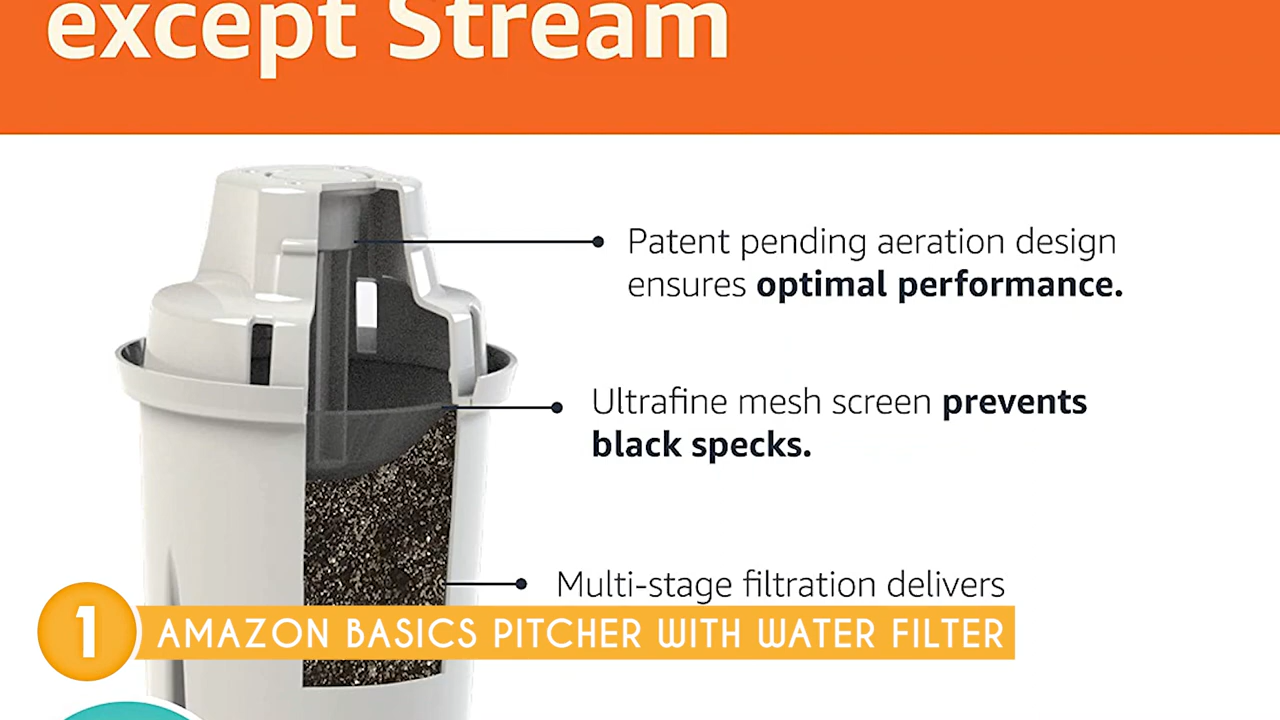 except Stream
Patent pending aeration design
ensures optimal performance.
Ultrafine mesh screen prevents
black specks.
Multi-stage filtration delivers
1
AMAZON BASICS PITCHER WITH WATER FILTER